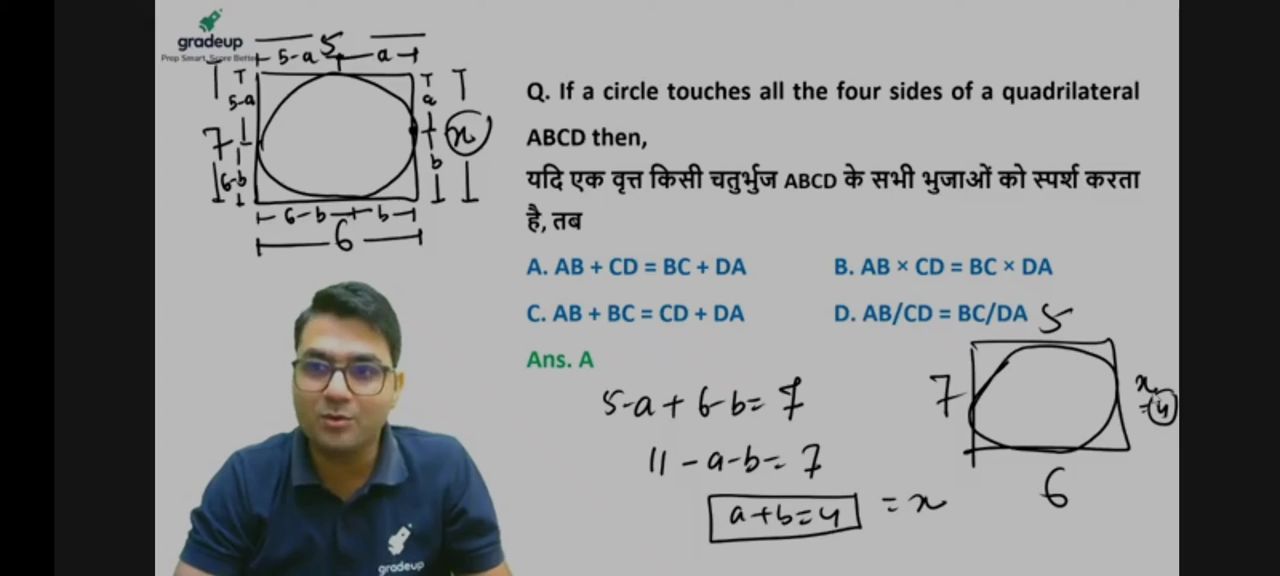 gradeup
Prep Smart, Score Better
5
5-a
a
5-a
a
7
x
6-b
b
6-b
b
6
Q. If a circle touches all the four sides of a quadrilateral
ABCD then,
यदि एक वृत्त किसी चतुर्भुज ABCD के सभी भुजाओं को स्पर्श करता
है, तब
A. AB + CD = BC + DA
B. AB × CD = BC × DA
C. AB + BC = CD + DA
D. AB/CD = BC/DA
Ans. A
5
7
x
=4
6
5-a+6-b=7
11-a-b=7
a+b=4 = x
gradeup